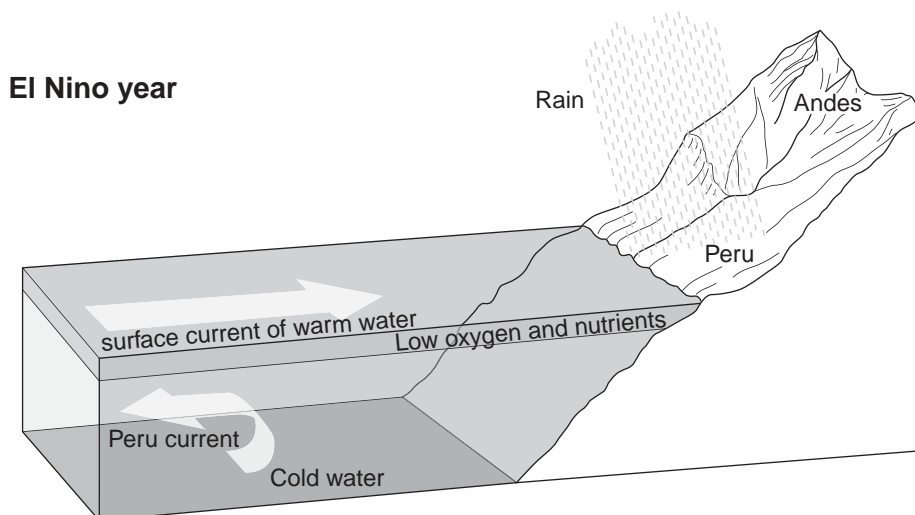 El Nino year
Rain
Andes
Peru
surface current of warm water
Low oxygen and nutrients
Peru current
Cold water